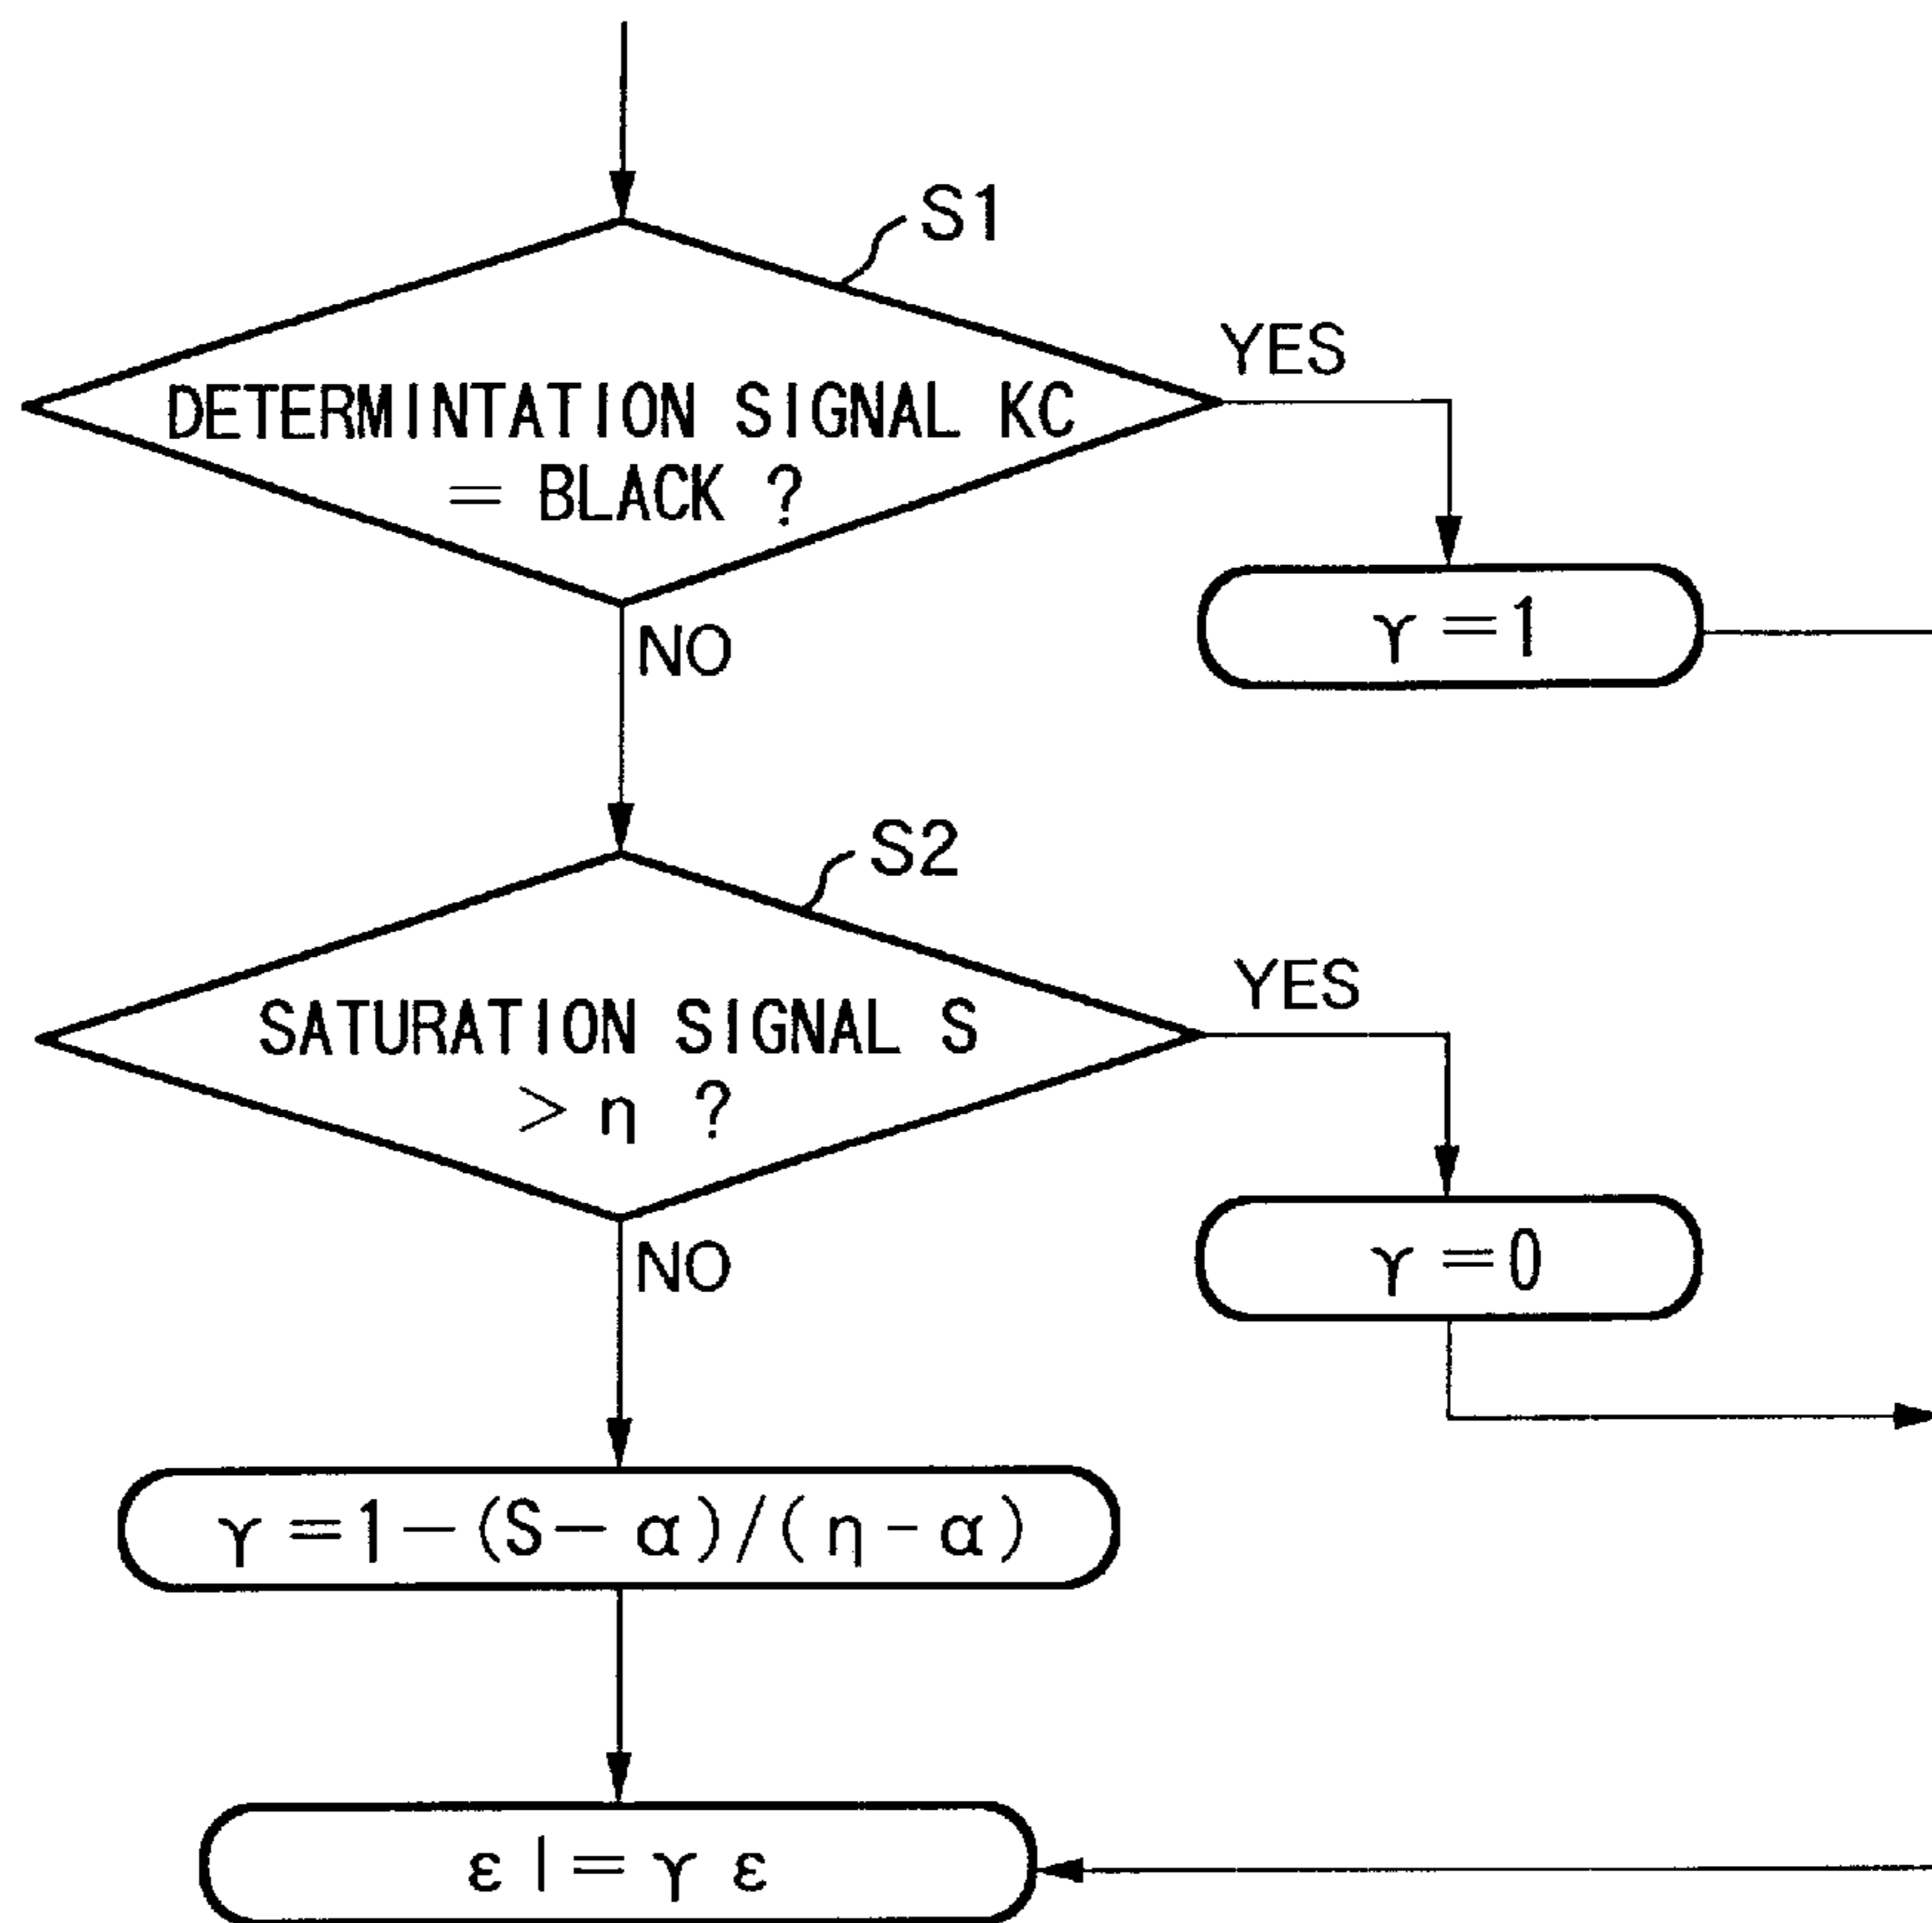 S1
DETERMINTATION SIGNAL KC
= BLACK ?
YES
γ=1
NO
S2
SATURATION SIGNAL S
> η ?
YES
γ=0
NO
γ=1-(S-α)/(η-α)
ε|=γ ε